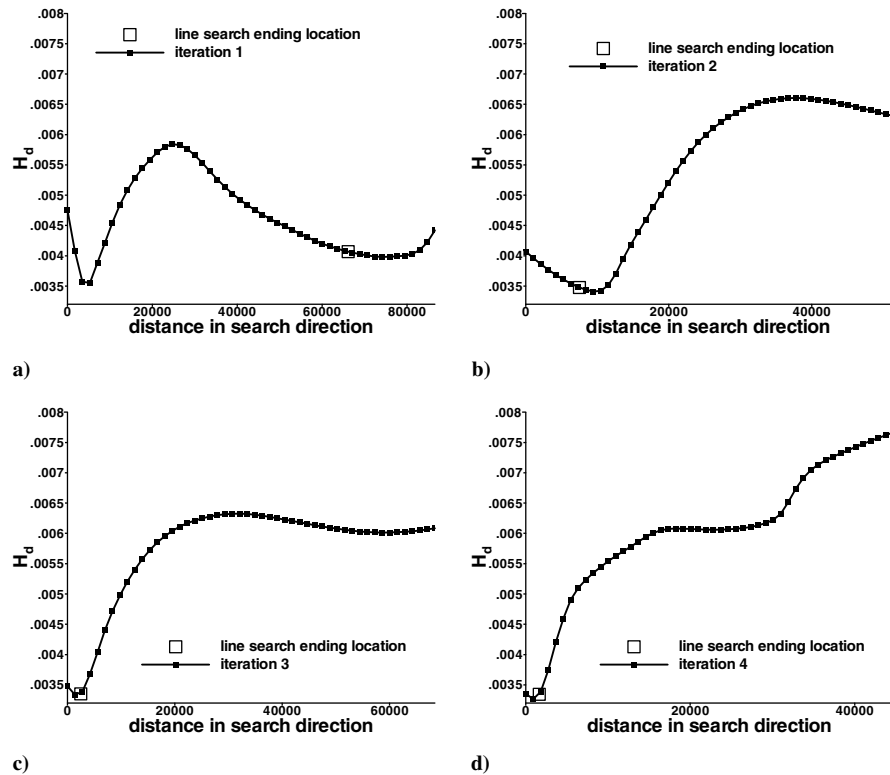 .008
.0075
.007
.0065
.006
.0055
.005
.0045
.004
.0035
H_d
line search ending location
iteration 1
0 20000 40000 60000 80000
distance in search direction
a)
.008
.0075
.007
.0065
.006
.0055
.005
.0045
.004
.0035
H_d
line search ending location
iteration 2
0 20000 40000
distance in search direction
b)
.008
.0075
.007
.0065
.006
.0055
.005
.0045
.004
.0035
H_d
line search ending location
iteration 3
0 20000 40000 60000
distance in search direction
c)
.008
.0075
.007
.0065
.006
.0055
.005
.0045
.004
.0035
H_d
line search ending location
iteration 4
0 20000 40000
distance in search direction
d)